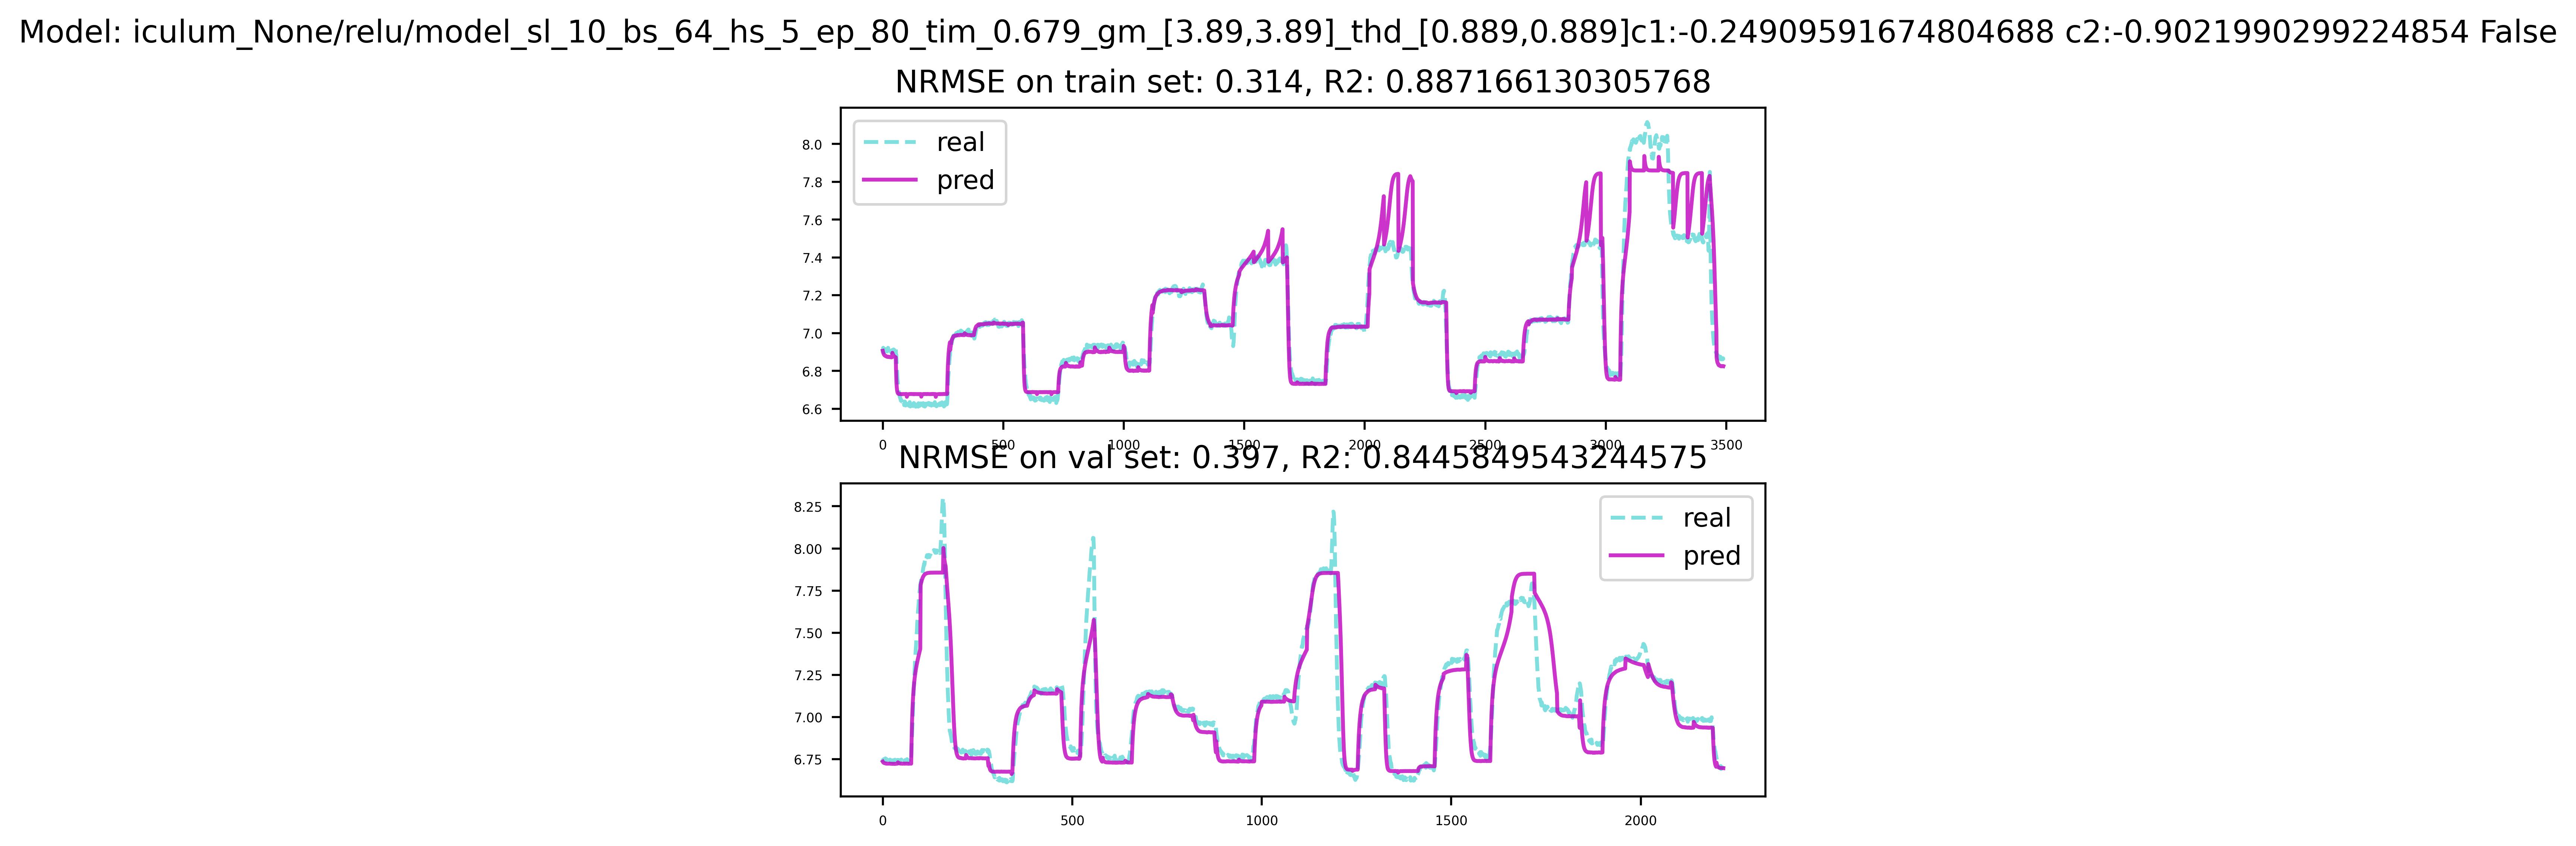 Model: iculum_None/relu/model_sl_10_bs_64_hs_5_ep_80_tim_0.679_gm_[3.89,3.89]_thd_[0.889,0.889]c1:-0.24909591674804688 c2:-0.9021990299224854 False
NRMSE on train set: 0.314, R2: 0.887166130305768
real
pred
8.0
7.8
7.6
7.4
7.2
7.0
6.8
6.6
0 500 1000 1500 2000 2500 3000 3500
NRMSE on val set: 0.397, R2: 0.8445849543244575
real
pred
8.25
8.00
7.75
7.50
7.25
7.00
6.75
0 500 1000 1500 2000